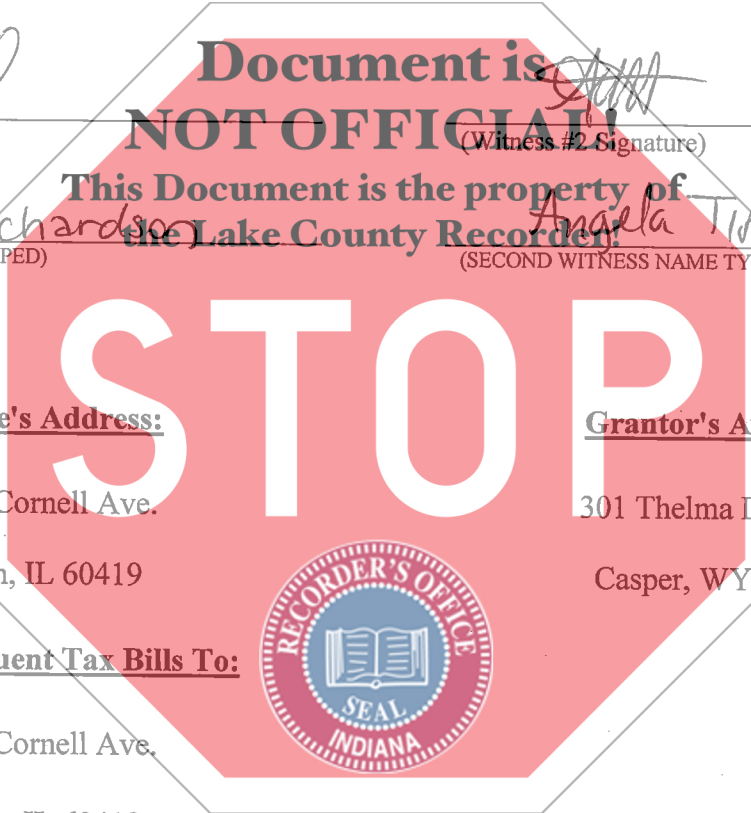 Document is
NOT OFFICIAL!
(Witness #2 Signature)
This Document is the property of
the Lake County Recorder!
chardson
Angela
PED)
(SECOND WITNESS NAME TY
STOP
e's Address:
Grantor's A
Cornell Ave.
301 Thelma D
n, IL 60419
Casper, WY
RECORDER'S OFFICE
SEAL
INDIANA
uent Tax Bills To:
Cornell Ave.